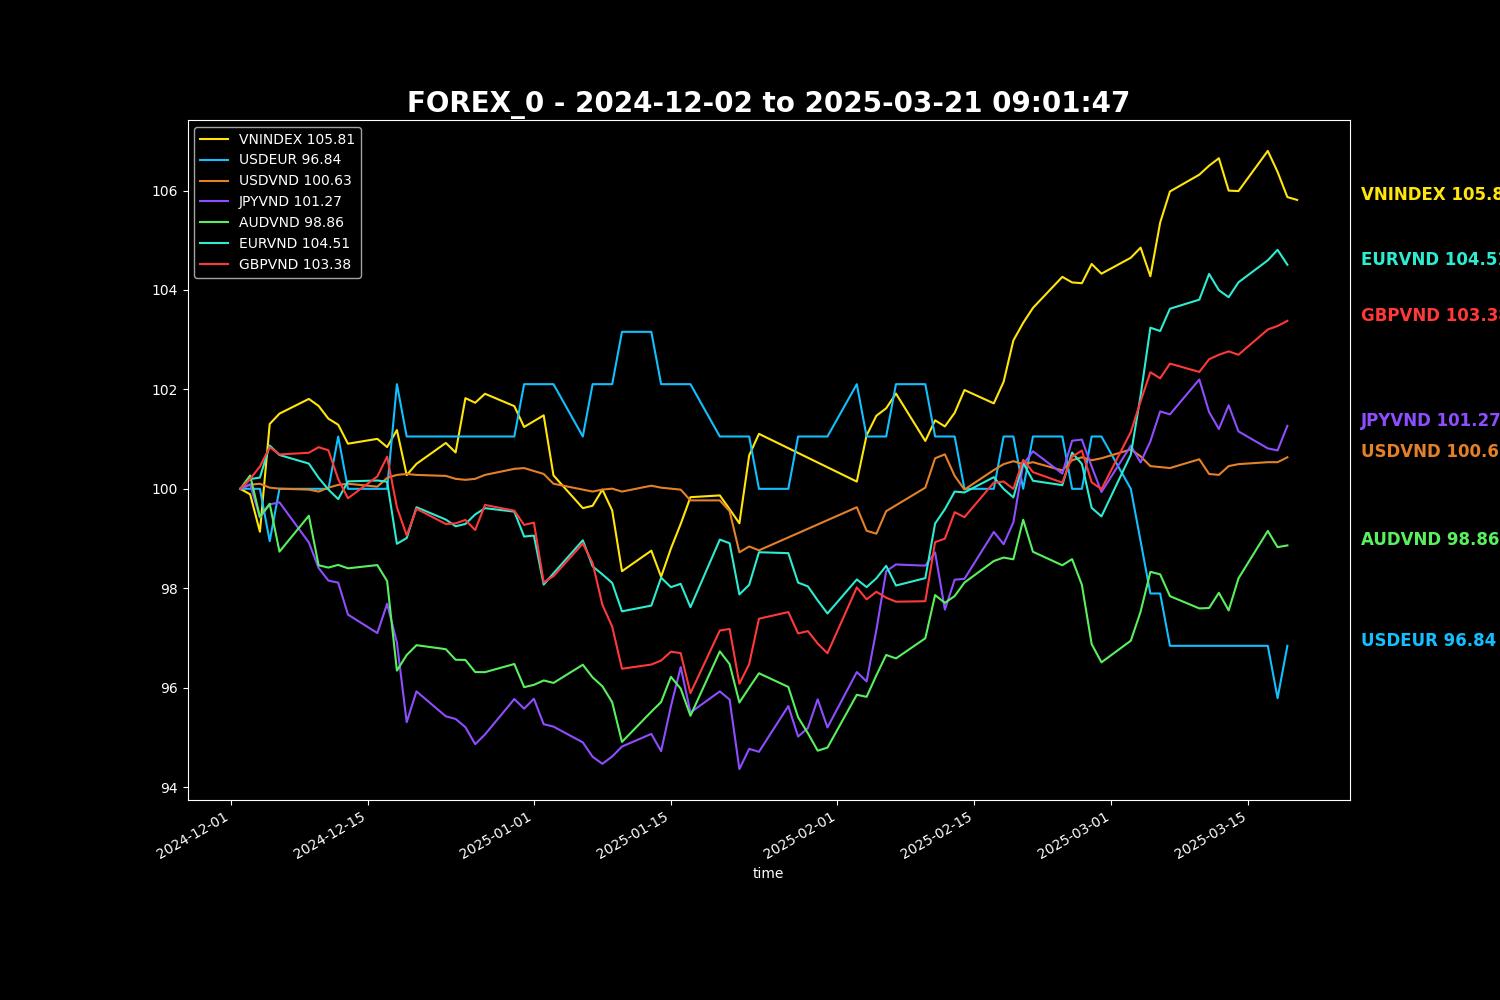 FOREX_0 - 2024-12-02 to 2025-03-21 09:01:47
VNINDEX 105.81
USDEUR 96.84
USDVND 100.63
JPYVND 101.27
AUDVND 98.86
EURVND 104.51
GBPVND 103.38
106
104
102
100
98
96
94
VNINDEX 105.8
EURVND 104.51
GBPVND 103.38
JPYVND 101.27
USDVND 100.6
AUDVND 98.86
USDEUR 96.84
2024-12-01
2024-12-15
2025-01-01
2025-01-15
2025-02-01
2025-02-15
2025-03-01
2025-03-15
time